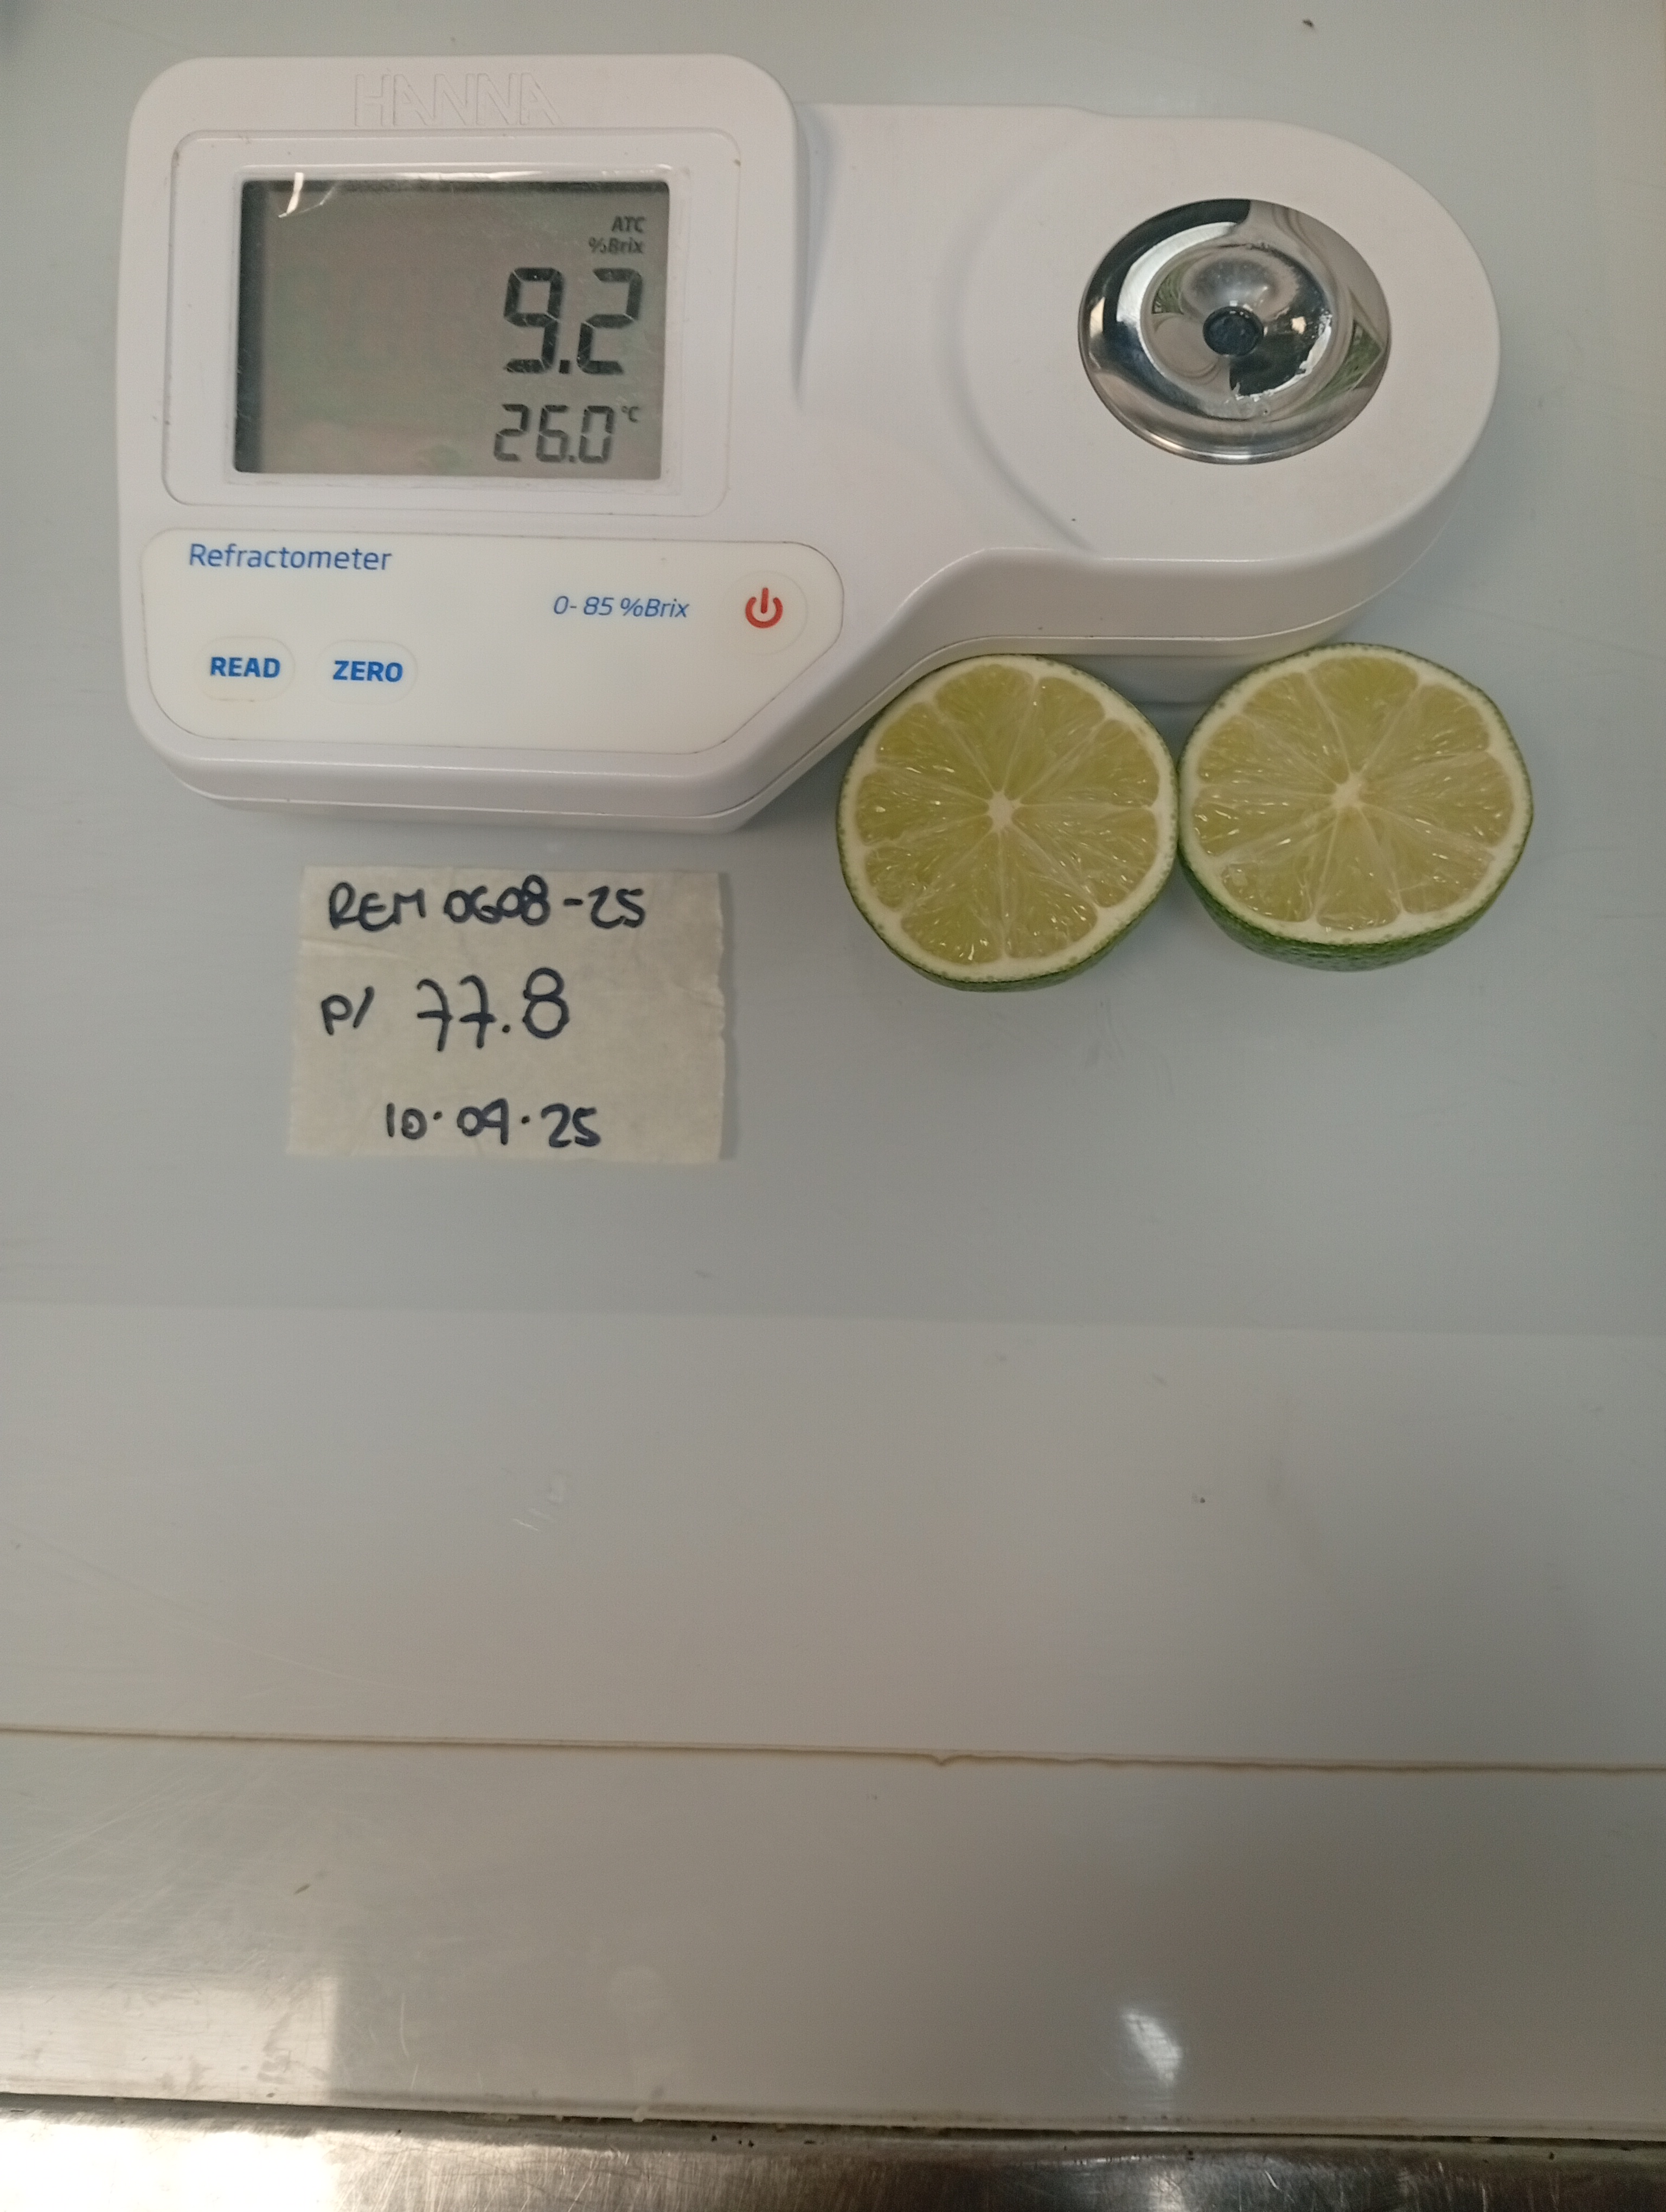 HANNA
ATC
%Brix
9.2
26.0 °C
Refractometer
0-85 %Brix
READ ZERO
REM 0608-25
P/ 77.8
10.09.25